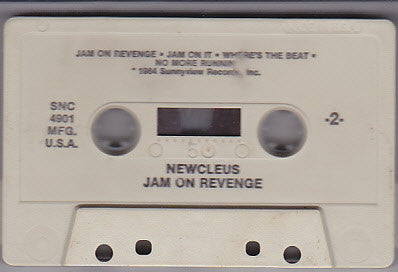 JAM ON REVENGE • JAM ON IT • WHERE'S THE BEAT •
NO MORE RUNNIN'
* 1984 Sunnyview Records, Inc.
SNC
4901
MFG.
U.S.A.
-2-
50
NEWCLEUS
JAM ON REVENGE